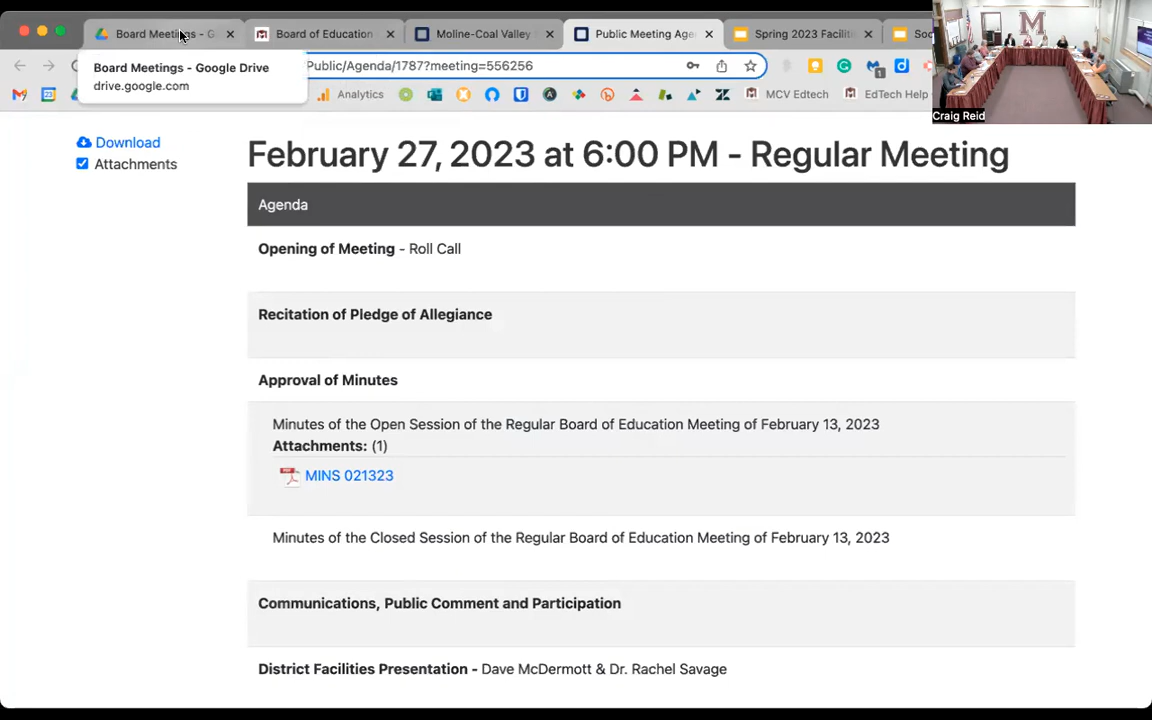 Board Meetings - G
Board of Education
Moline-Coal Valley
Public Meeting Age
Spring 2023 Facilit
Soc
Board Meetings - Google Drive
drive.google.com
Public/Agenda/1787?meeting=556256
Analytics
MCV Edtech
EdTech Help
M
Craig Reid
Download
Attachments
February 27, 2023 at 6:00 PM - Regular Meeting
Agenda
Opening of Meeting - Roll Call
Recitation of Pledge of Allegiance
Approval of Minutes
Minutes of the Open Session of the Regular Board of Education Meeting of February 13, 2023
Attachments: (1)
MINS 021323
Minutes of the Closed Session of the Regular Board of Education Meeting of February 13, 2023
Communications, Public Comment and Participation
District Facilities Presentation - Dave McDermott & Dr. Rachel Savage